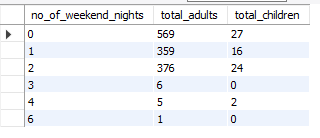 no_of_weekend_nights total_adults total_children
0 569 27
1 359 16
2 376 24
3 6 0
4 5 2
6 1 0